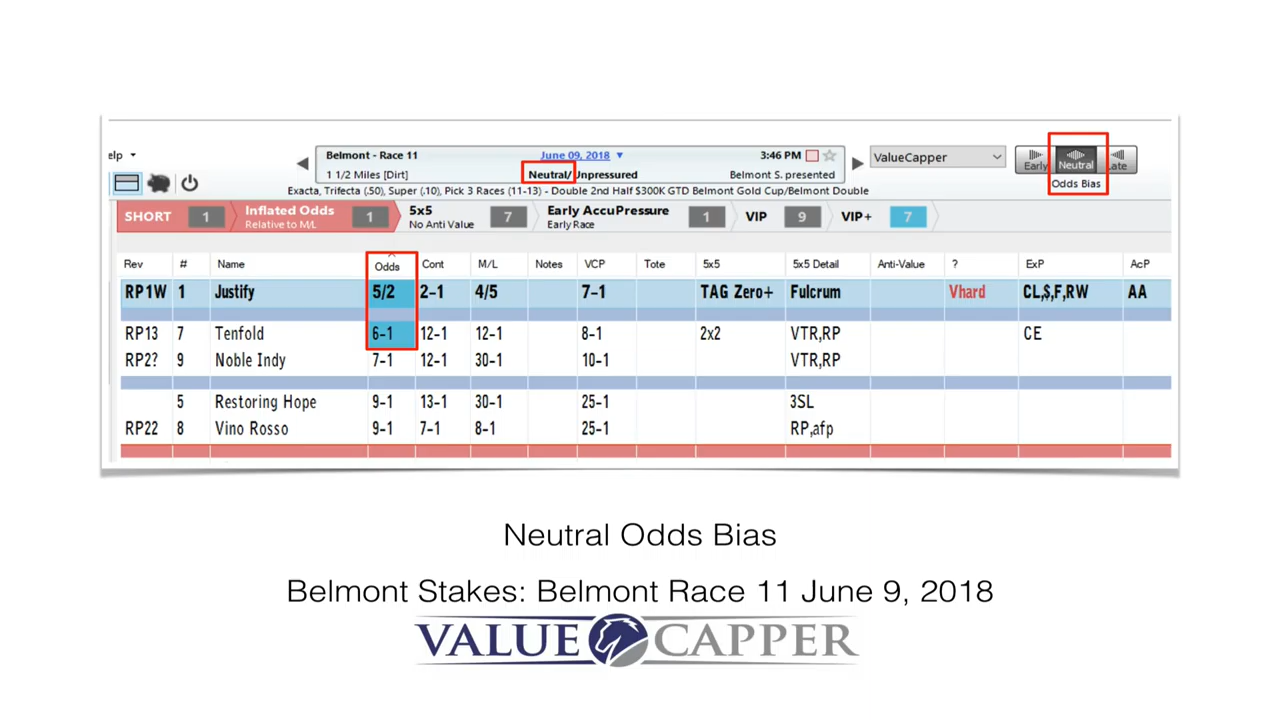 elp
Belmont - Race 11 June 09, 2018 3:46 PM
1 1/2 Miles [Dirt] Neutral/Unpressured Belmont S. presented
ValueCapper
Early Neutral Late
Odds Bias
Exacta, Trifecta (.50), Super (.10), Pick 3 Races (11-13) - Double 2nd Half $300K GTD Belmont Gold Cup/Belmont Double
SHORT 1 Inflated Odds 1 5x5 7 Early AccuPressure 1 VIP 9 VIP+ 7
Relative to M/L No Anti Value Early Race
Rev # Name Odds Cont M/L Notes VCP Tote 5x5 5x5 Detail Anti-Value ? ExP AcP
RP1W 1 Justify 5/2 2-1 4/5 7-1 TAG Zero+ Fulcrum Vhard CL,$,F,RW AA
RP13 7 Tenfold 6-1 12-1 12-1 8-1 2x2 VTR,RP CE
RP2? 9 Noble Indy 7-1 12-1 30-1 10-1 VTR,RP
5 Restoring Hope 9-1 13-1 30-1 25-1 3SL
RP22 8 Vino Rosso 9-1 7-1 8-1 25-1 RP,afp
Neutral Odds Bias
Belmont Stakes: Belmont Race 11 June 9, 2018
VALUE CAPPER